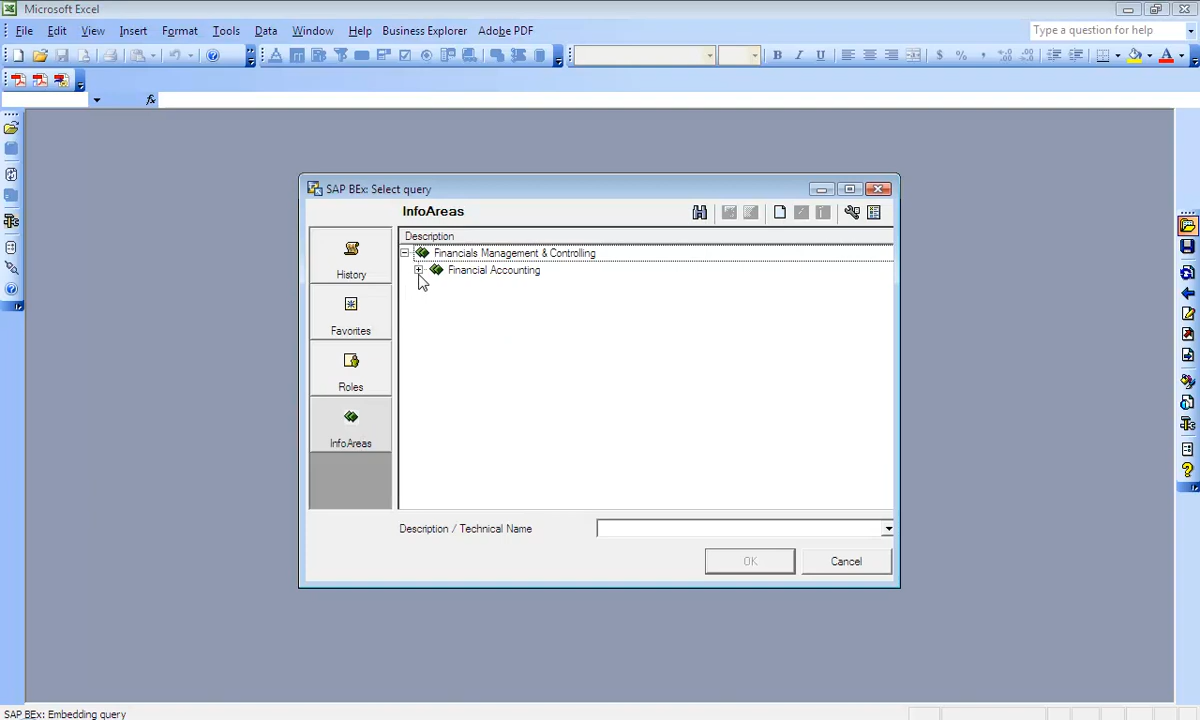 Microsoft Excel
File Edit View Insert Format Tools Data Window Help Business Explorer Adobe PDF
Type a question for help
B I U $ % ,
fx
SAP BEx: Select query
InfoAreas
Description
Financials Management & Controlling
Financial Accounting
History
Favorites
Roles
InfoAreas
Description / Technical Name
OK Cancel
SAP BEx: Embedding query